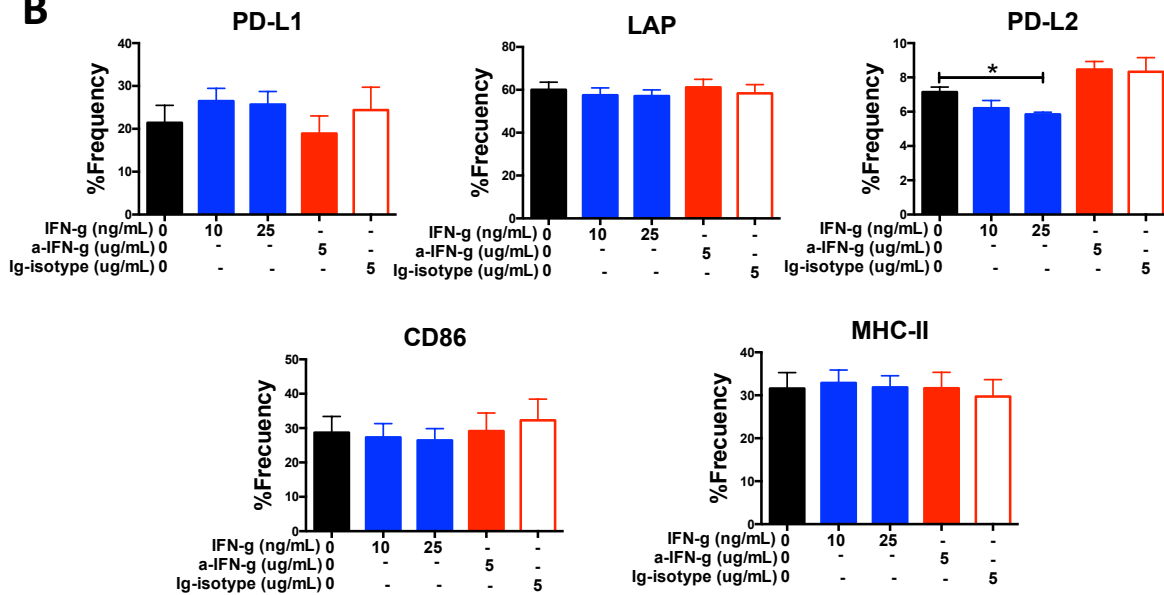 B
PD-L1
%Frequency
40
30
20
10
0
IFN-g (ng/mL) 0 10 25 - -
a-IFN-g (ug/mL) 0 - - 5 -
Ig-isotype (ug/mL) 0 - - - 5
LAP
%Frecuency
80
60
40
20
0
IFN-g (ng/mL) 0 10 25 - -
a-IFN-g (ug/mL) 0 - - 5 -
Ig-isotype (ug/mL) 0 - - - 5
PD-L2
%Frequency
10
8
6
4
2
0
*
IFN-g (ng/mL) 0 10 25 - -
a-IFN-g (ug/mL) 0 - - 5 -
Ig-isotype (ug/mL) 0 - - - 5
CD86
%Frecuency
50
40
30
20
10
0
IFN-g (ng/mL) 0 10 25 - -
a-IFN-g (ug/mL) 0 - - 5 -
Ig-isotype (ug/mL) 0 - - - 5
MHC-II
%Frecuency
40
30
20
10
0
IFN-g (ng/mL) 0 10 25 - -
a-IFN-g (ug/mL) 0 - - 5 -
Ig-isotype (ug/mL) 0 - - - 5